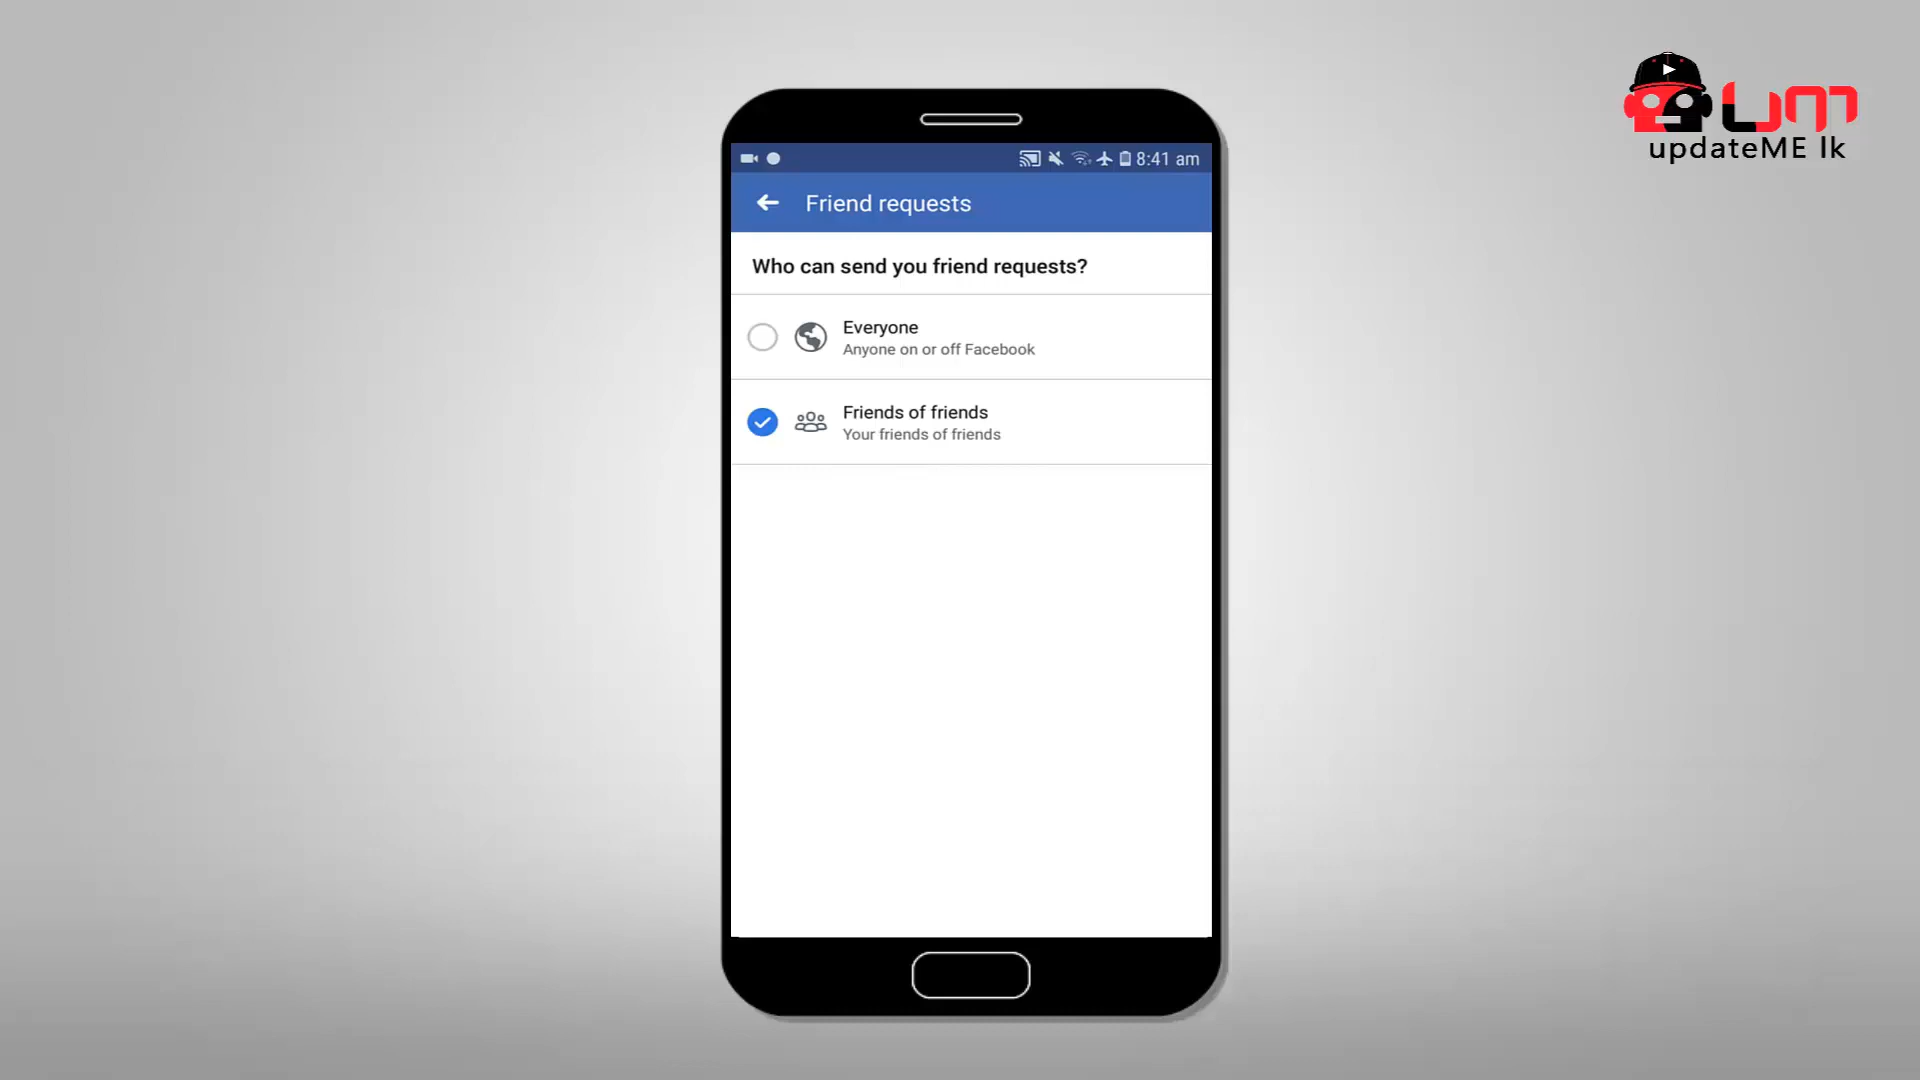 UM
updateME lk
8:41 am
Friend requests
Who can send you friend requests?
Everyone
Anyone on or off Facebook
Friends of friends
Your friends of friends